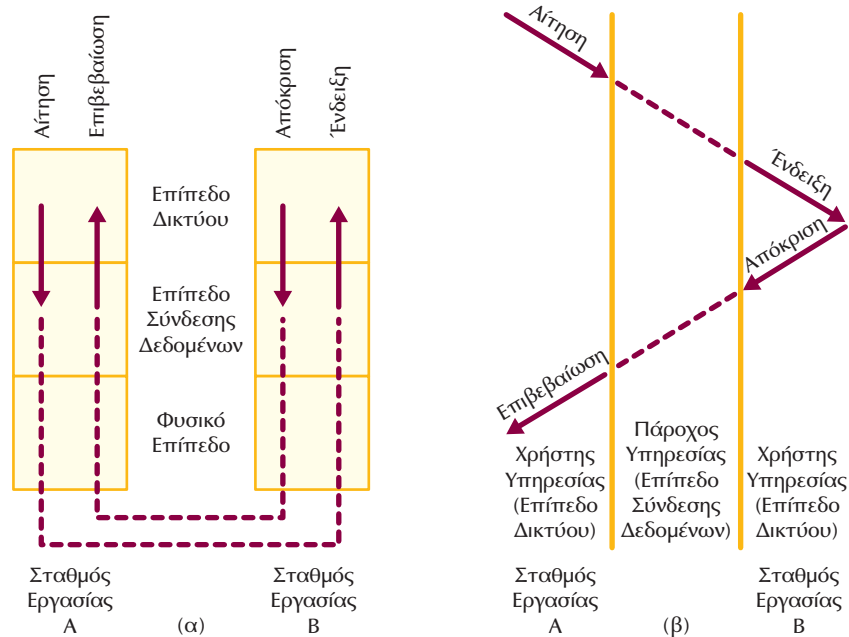 Αίτηση
Επιβεβαίωση
Απόκριση
Ένδειξη
Επίπεδο
Δικτύου
Επίπεδο
Σύνδεσης
Δεδομένων
Φυσικό
Επίπεδο
Σταθμός
Εργασίας
Α
(α)
Σταθμός
Εργασίας
Β
Αίτηση
Ένδειξη
Απόκριση
Επιβεβαίωση
Χρήστης
Υπηρεσίας
(Επίπεδο
Δικτύου)
Πάροχος
Υπηρεσίας
(Επίπεδο
Σύνδεσης
Δεδομένων)
Χρήστης
Υπηρεσίας
(Επίπεδο
Δικτύου)
Σταθμός
Εργασίας
Α
(β)
Σταθμός
Εργασίας
Β